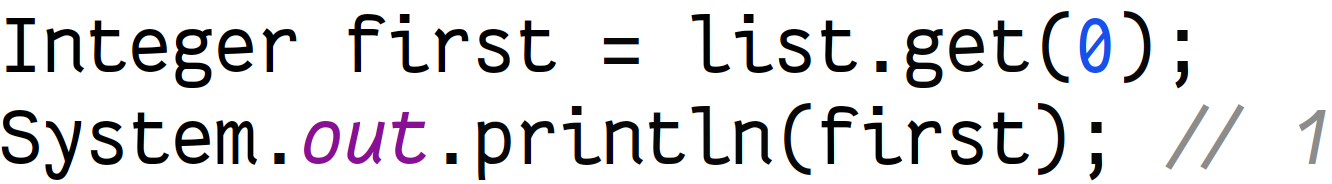 Integer first = list.get(0);
System.out.println(first); // 1